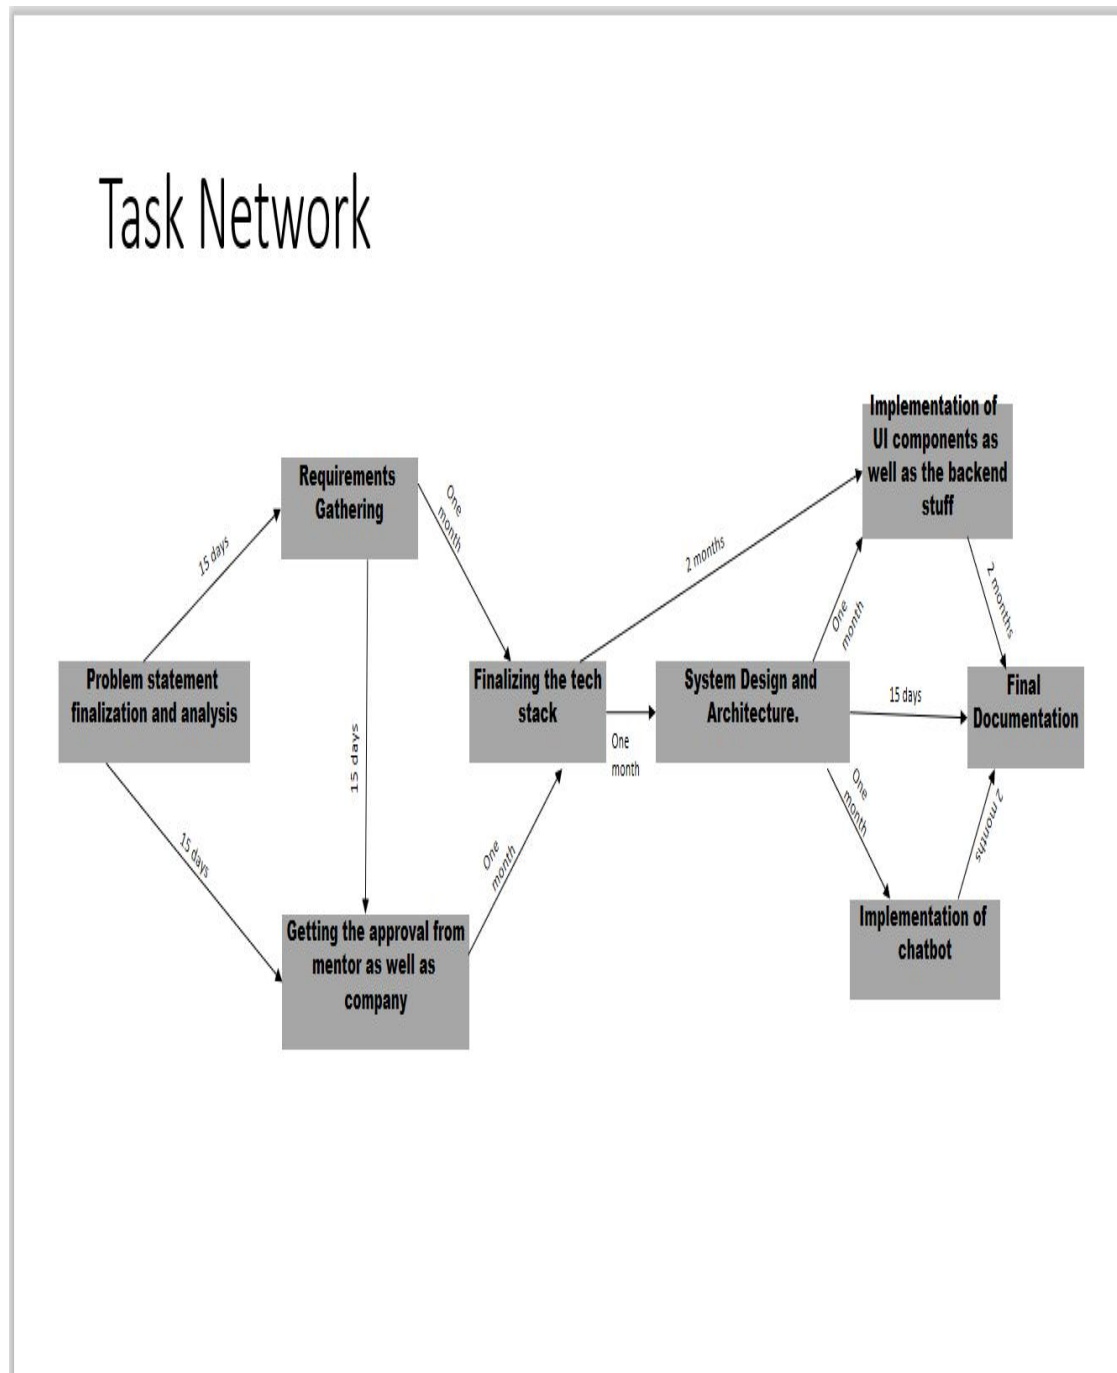 Task Network
Implementation of
UI components as
well as the backend
stuff
Requirements
Gathering
One
month
15 days
2 months
2 months
One
month
Problem statement
finalization and analysis
Finalizing the tech
stack
System Design and
Architecture.
Final
Documentation
15 days
One
month
15 days
One
month
2 months
15 days
One
month
Getting the approval from
mentor as well as
company
Implementation of
chatbot